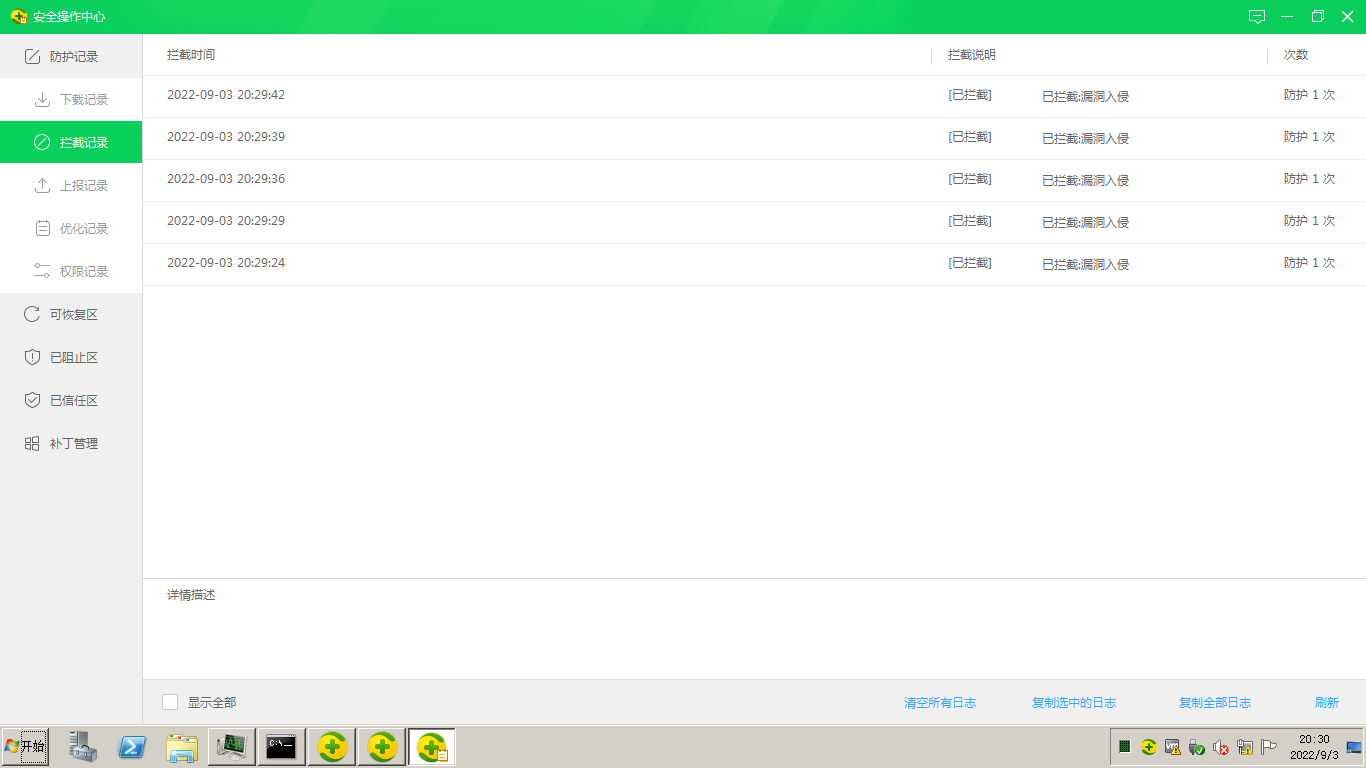 安全操作中心
防护记录
下载记录
拦截记录
上报记录
优化记录
权限记录
可恢复区
已阻止区
已信任区
补丁管理
拦截时间 拦截说明 次数
2022-09-03 20:29:42 [已拦截] 已拦截:漏洞入侵 防护 1 次
2022-09-03 20:29:39 [已拦截] 已拦截:漏洞入侵 防护 1 次
2022-09-03 20:29:36 [已拦截] 已拦截:漏洞入侵 防护 1 次
2022-09-03 20:29:29 [已拦截] 已拦截:漏洞入侵 防护 1 次
2022-09-03 20:29:24 [已拦截] 已拦截:漏洞入侵 防护 1 次
详情描述
显示全部 清空所有日志 复制选中的日志 复制全部日志 刷新
开始 C:\_ 20:30
2022/9/3